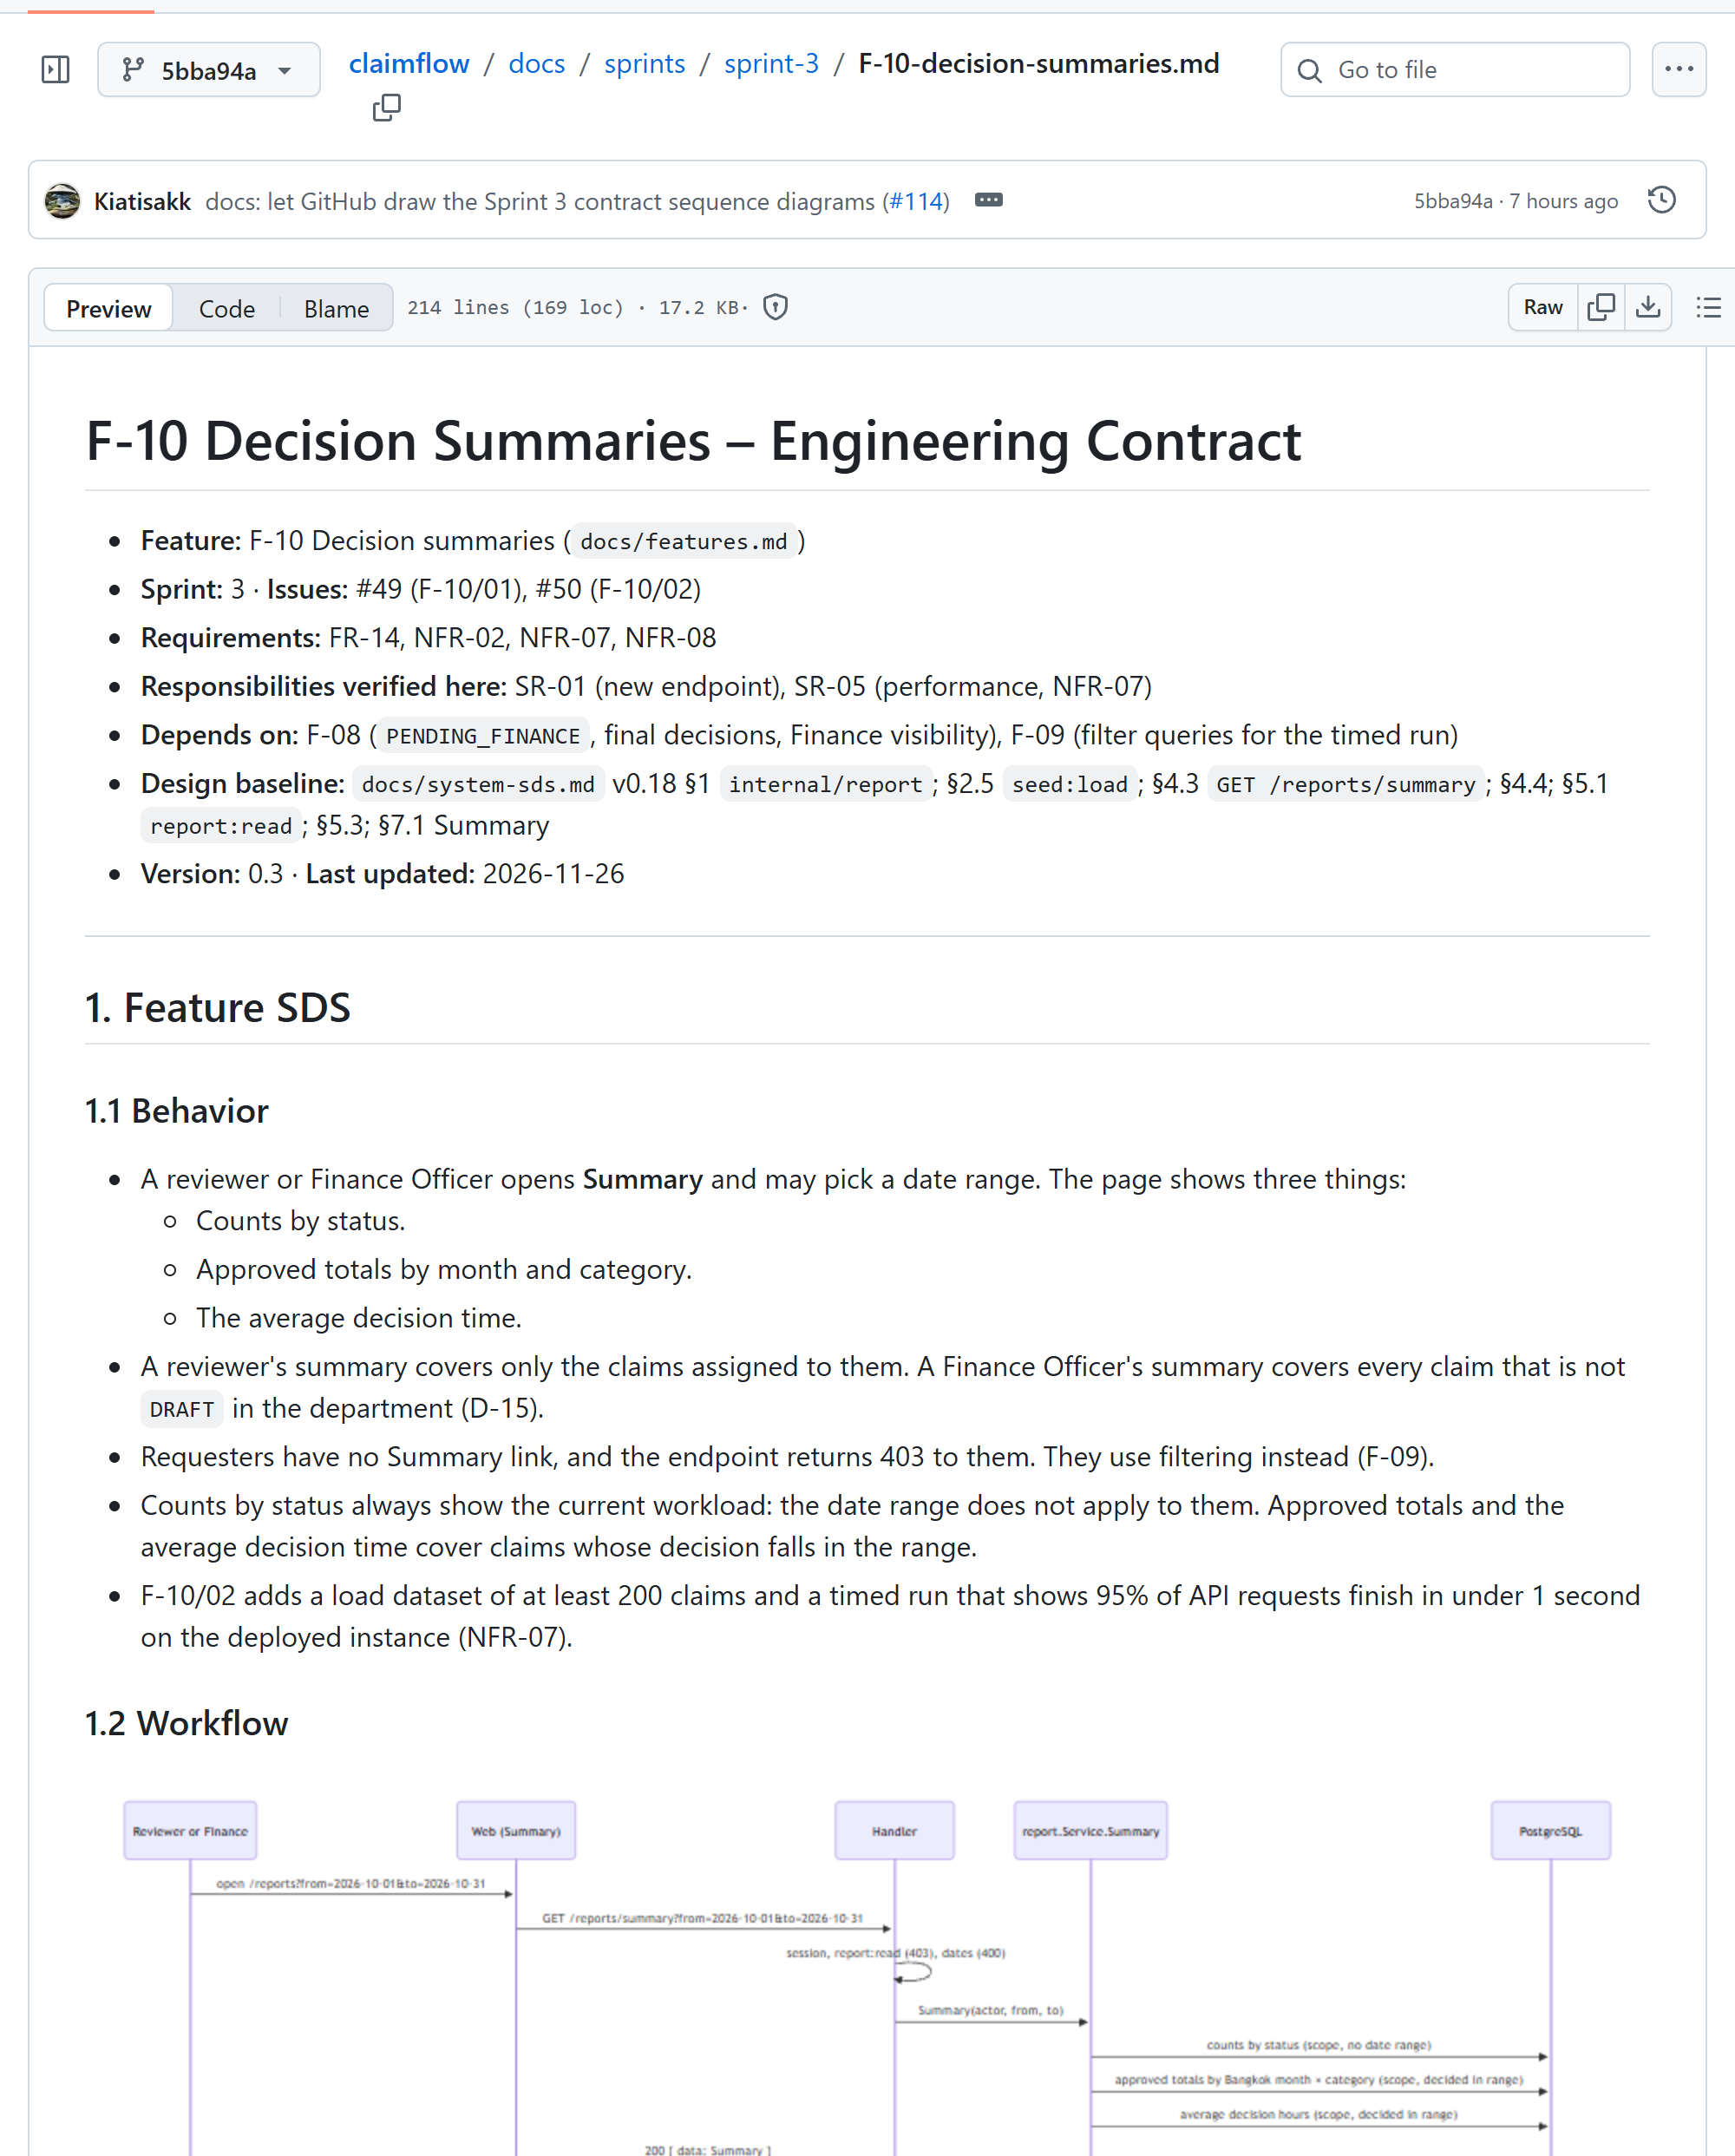 5bba94a
claimflow / docs / sprints / sprint-3 / F-10-decision-summaries.md
Go to file
Kiatisakk docs: let GitHub draw the Sprint 3 contract sequence diagrams (#114)
5bba94a · 7 hours ago
Preview Code Blame 214 lines (169 loc) · 17.2 KB·
Raw
F-10 Decision Summaries – Engineering Contract
Feature: F-10 Decision summaries (docs/features.md)
Sprint: 3 · Issues: #49 (F-10/01), #50 (F-10/02)
Requirements: FR-14, NFR-02, NFR-07, NFR-08
Responsibilities verified here: SR-01 (new endpoint), SR-05 (performance, NFR-07)
Depends on: F-08 (PENDING_FINANCE, final decisions, Finance visibility), F-09 (filter queries for the timed run)
Design baseline: docs/system-sds.md v0.18 §1 internal/report; §2.5 seed:load; §4.3 GET /reports/summary; §4.4; §5.1
report:read; §5.3; §7.1 Summary
Version: 0.3 · Last updated: 2026-11-26
1. Feature SDS
1.1 Behavior
A reviewer or Finance Officer opens Summary and may pick a date range. The page shows three things:
Counts by status.
Approved totals by month and category.
The average decision time.
A reviewer's summary covers only the claims assigned to them. A Finance Officer's summary covers every claim that is not
DRAFT in the department (D-15).
Requesters have no Summary link, and the endpoint returns 403 to them. They use filtering instead (F-09).
Counts by status always show the current workload: the date range does not apply to them. Approved totals and the
average decision time cover claims whose decision falls in the range.
F-10/02 adds a load dataset of at least 200 claims and a timed run that shows 95% of API requests finish in under 1 second
on the deployed instance (NFR-07).
1.2 Workflow
Reviewer or Finance
Web (Summary)
Handler
report.Service.Summary
PostgreSQL
open /reports?from=2026-10-01&to=2026-10-31
GET /reports/summary?from=2026-10-01&to=2026-10-31
session, report:read (403), dates (400)
Summary(actor, from, to)
counts by status (scope, no date range)
approved totals by Bangkok month × category (scope, decided in range)
average decision hours (scope, decided in range)
200 [ data: Summary ]